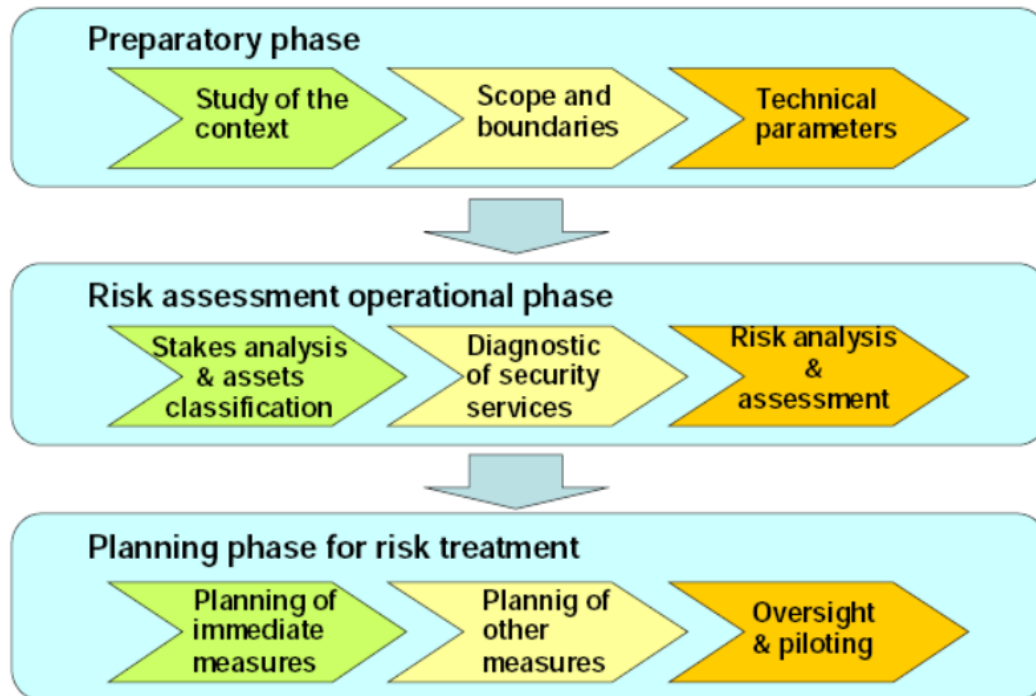 Preparatory phase
Study of the
context
Scope and
boundaries
Technical
parameters
Risk assessment operational phase
Stakes analysis
& assets
classification
Diagnostic
of security
services
Risk analysis
&
assessment
Planning phase for risk treatment
Planning of
immediate
measures
Plannig of
other
measures
Oversight
& piloting